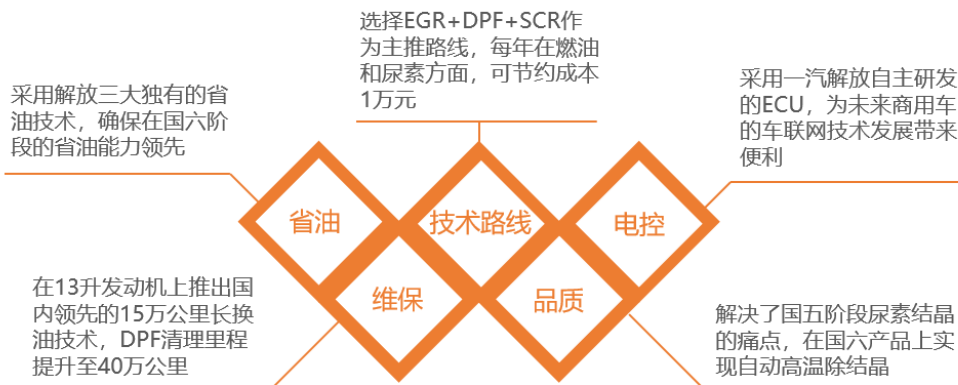 选择EGR+DPF+SCR作
为主推路线，每年在燃油
和尿素方面，可节约成本
1万元
采用解放三大独有的省
油技术，确保在国六阶
段的省油能力领先
采用一汽解放自主研发
的ECU，为未来商用车
的车联网技术发展带来
便利
省油
技术路线
电控
维保
品质
在13升发动机上推出国
内领先的15万公里长换
油技术，DPF清理里程
提升至40万公里
解决了国五阶段尿素结晶
的痛点，在国六产品上实
现自动高温除结晶